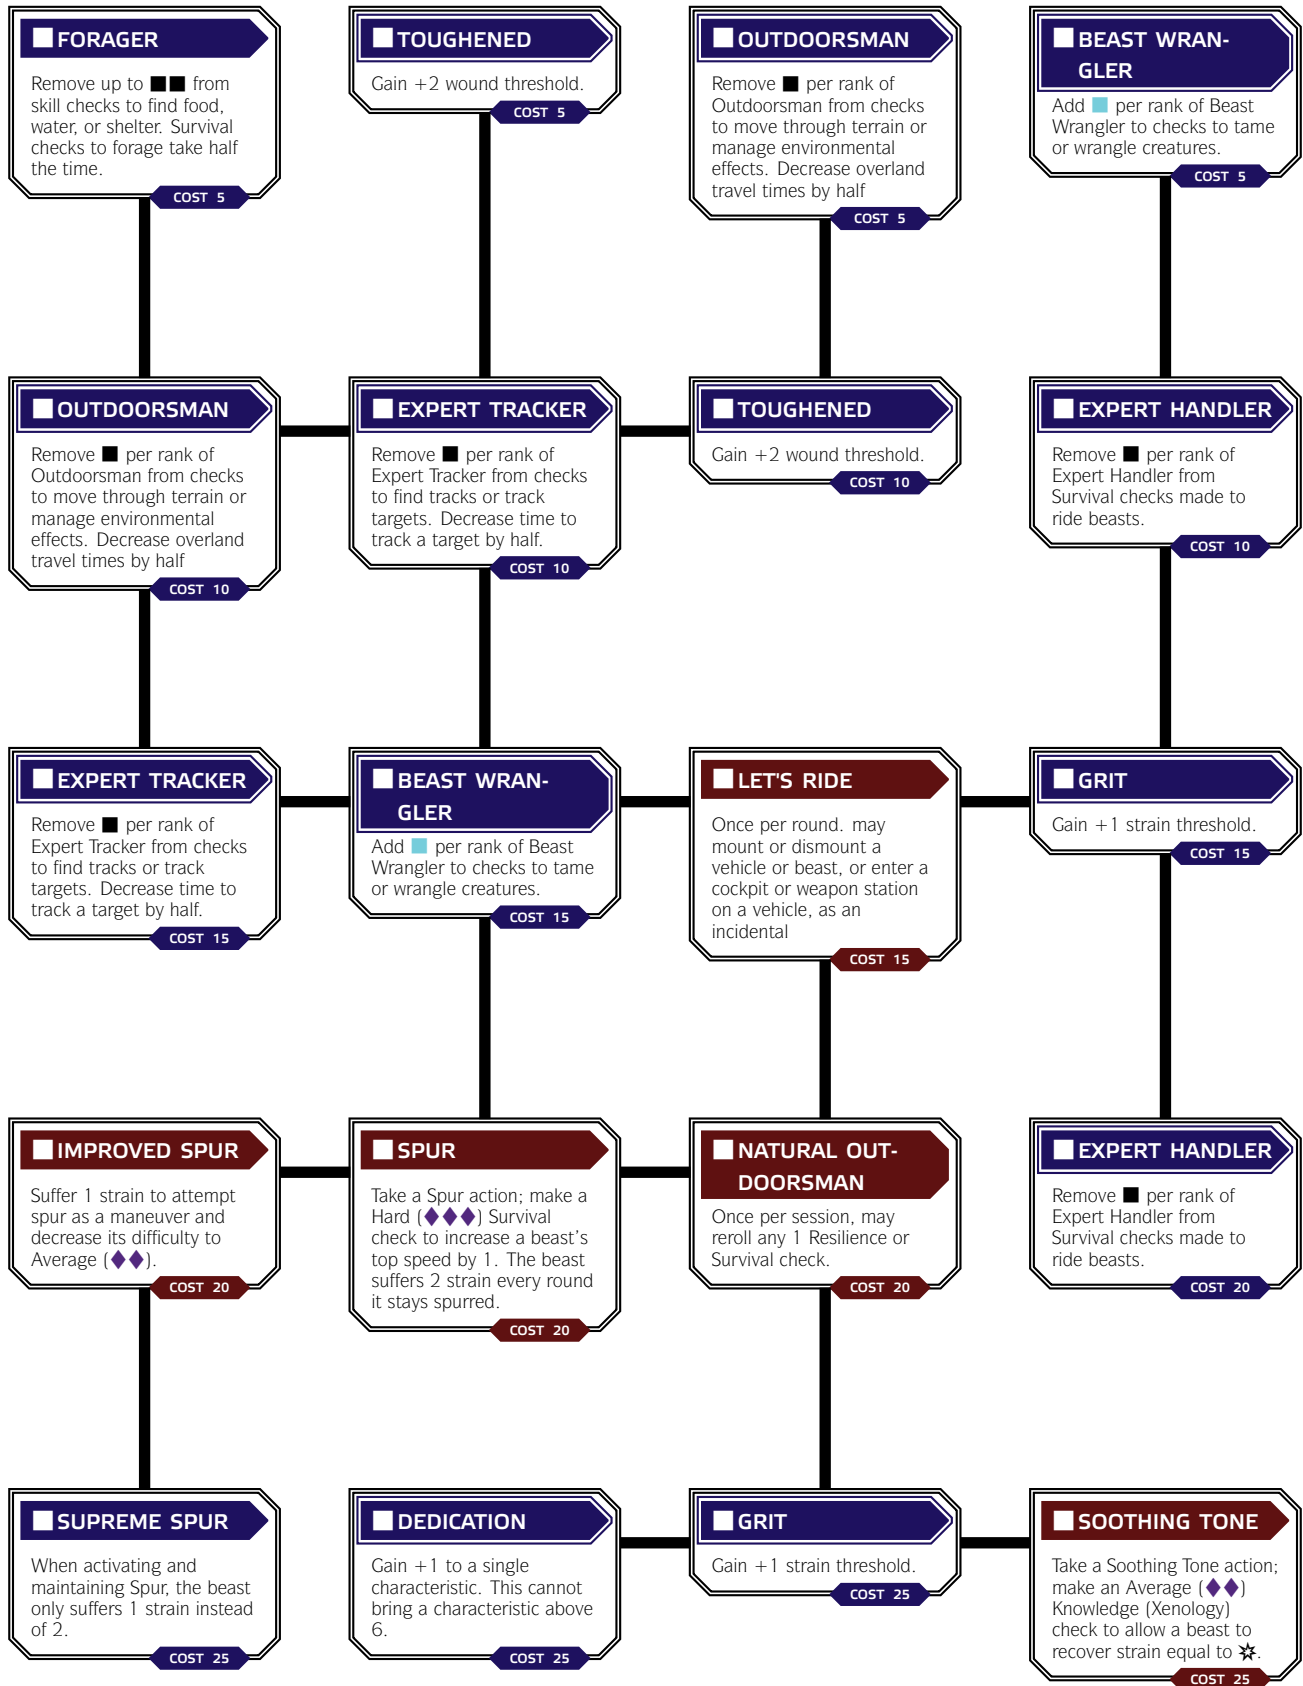 FORAGER
Remove up to ■■ from
skill checks to find food,
water, or shelter. Survival
checks to forage take half
the time.
COST 5
TOUGHENED
Gain +2 wound threshold.
COST 5
OUTDOORSMAN
Remove ■ per rank of
Outdoorsman from checks
to move through terrain or
manage environmental
effects. Decrease overland
travel times by half
COST 5
BEAST WRAN-
GLER
Add ■ per rank of Beast
Wrangler to checks to tame
or wrangle creatures.
COST 5
OUTDOORSMAN
Remove ■ per rank of
Outdoorsman from checks
to move through terrain or
manage environmental
effects. Decrease overland
travel times by half
COST 10
EXPERT TRACKER
Remove ■ per rank of
Expert Tracker from checks
to find tracks or track
targets. Decrease time to
track a target by half.
COST 10
TOUGHENED
Gain +2 wound threshold.
COST 10
EXPERT HANDLER
Remove ■ per rank of
Expert Handler from
Survival checks made to
ride beasts.
COST 10
EXPERT TRACKER
Remove ■ per rank of
Expert Tracker from checks
to find tracks or track
targets. Decrease time to
track a target by half.
COST 15
BEAST WRAN-
GLER
Add ■ per rank of Beast
Wrangler to checks to tame
or wrangle creatures.
COST 15
LET'S RIDE
Once per round. may
mount or dismount a
vehicle or beast, or enter a
cockpit or weapon station
on a vehicle, as an
incidental
COST 15
GRIT
Gain +1 strain threshold.
COST 15
IMPROVED SPUR
Suffer 1 strain to attempt
spur as a maneuver and
decrease its difficulty to
Average (◆◆).
COST 20
SPUR
Take a Spur action; make a
Hard (◆◆◆) Survival
check to increase a beast's
top speed by 1. The beast
suffers 2 strain every round
it stays spurred.
COST 20
NATURAL OUT-
DOORSMAN
Once per session, may
reroll any 1 Resilience or
Survival check.
COST 20
EXPERT HANDLER
Remove ■ per rank of
Expert Handler from
Survival checks made to
ride beasts.
COST 20
SUPREME SPUR
When activating and
maintaining Spur, the beast
only suffers 1 strain instead
of 2.
COST 25
DEDICATION
Gain +1 to a single
characteristic. This cannot
bring a characteristic above
6.
COST 25
GRIT
Gain +1 strain threshold.
COST 25
SOOTHING TONE
Take a Soothing Tone action;
make an Average (◆◆)
Knowledge (Xenology)
check to allow a beast to
recover strain equal to ✲.
COST 25